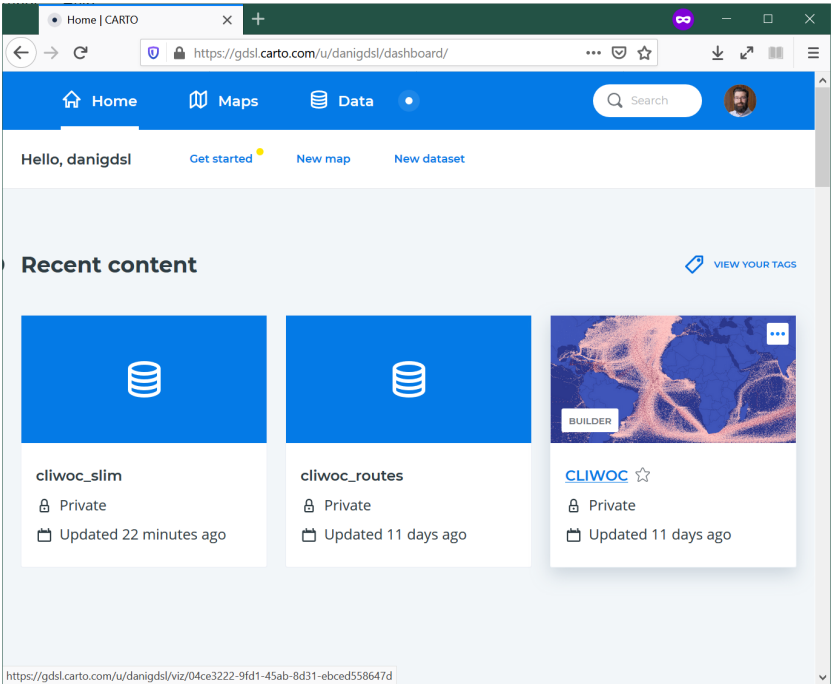 Home | CARTO
https://gdsl.carto.com/u/danigdsl/dashboard/
Home Maps Data Search
Hello, danigdsl Get started New map New dataset
Recent content VIEW YOUR TAGS
BUILDER
cliwoc_slim cliwoc_routes CLIWOC
Private Private Private
Updated 22 minutes ago Updated 11 days ago Updated 11 days ago
https://gdsl.carto.com/u/danigdsl/viz/04ce3222-9fd1-45ab-8d31-ebced558647d